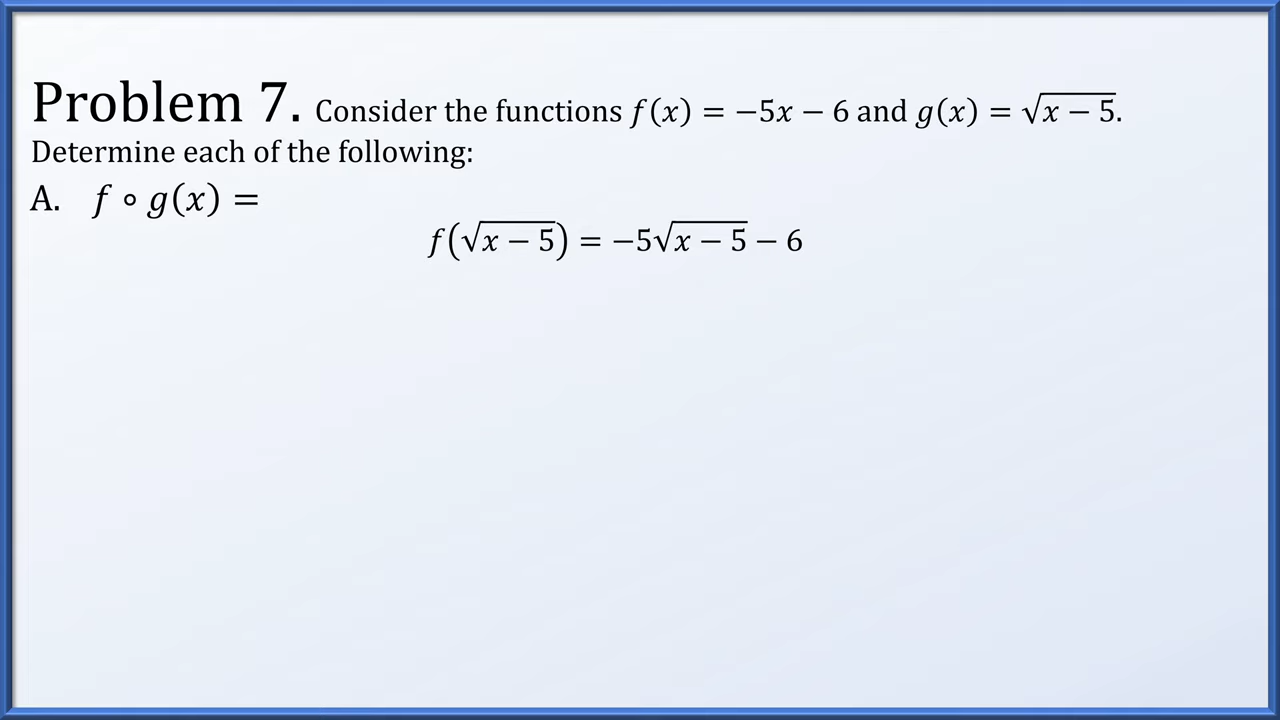 Problem 7. Consider the functions f(x) = −5x − 6 and g(x) = √(x − 5).
Determine each of the following:
A. f ∘ g(x) =
f(√(x − 5)) = −5√(x − 5) − 6